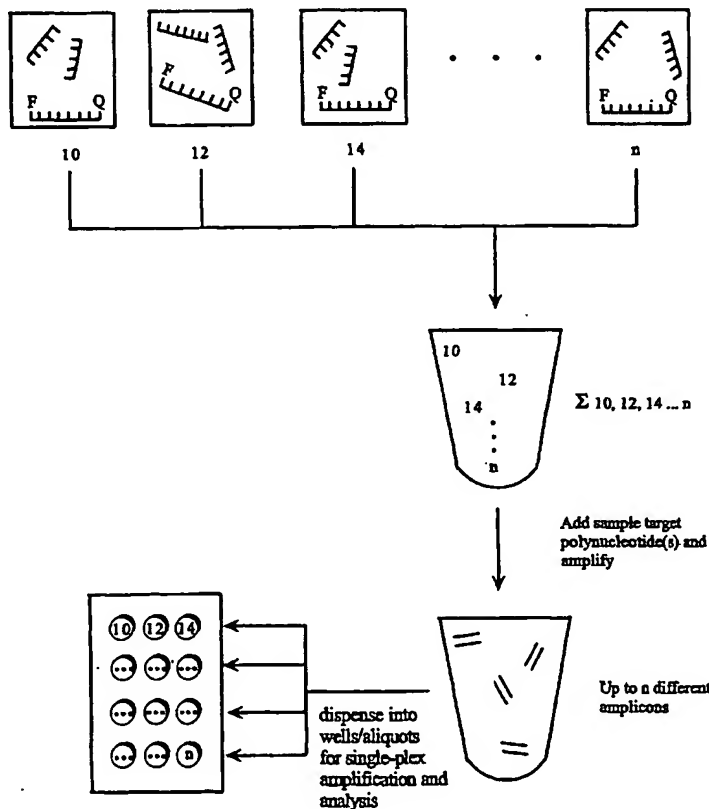 F Q
F Q
F Q
F Q
10 12 14 . . . n
10
12
14
n
Σ 10, 12, 14 ... n
Add sample target
polynucleotide(s) and
amplify
10 12 14
... ... ...
... ... ...
... ... n
dispense into
wells/aliquots
for single-plex
amplification and
analysis
Up to n different
amplicons